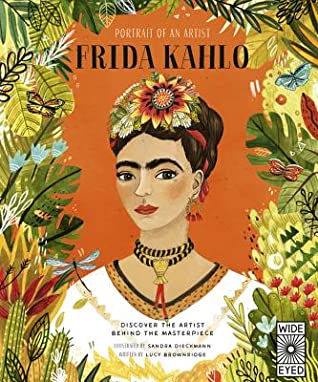 PORTRAIT OF AN ARTIST
FRIDA KAHLO
DISCOVER THE ARTIST
BEHIND THE MASTERPIECE
ILLUSTRATED BY SANDRA DIECKMANN
WRITTEN BY LUCY BROWNRIDGE
WIDE
EYED